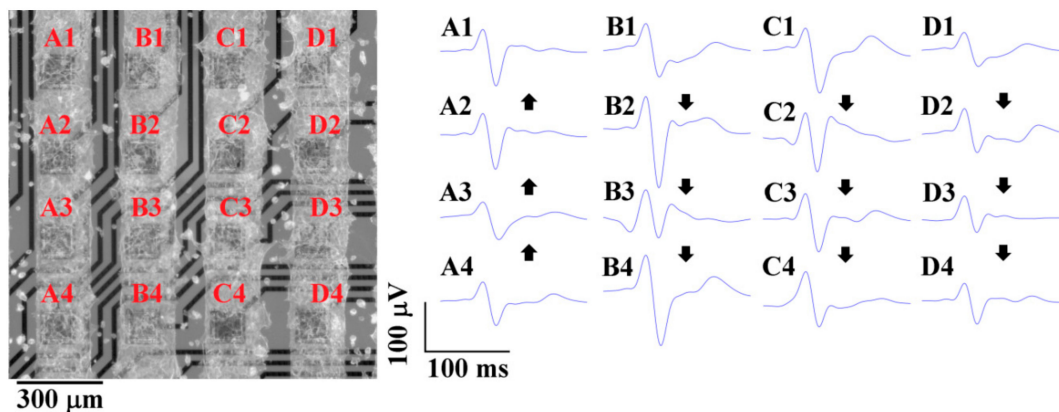 A1 B1 C1 D1
A2 B2 C2 D2
A3 B3 C3 D3
A4 B4 C4 D4
300 μm
A1 B1 C1 D1
A2 B2 C2 D2
A3 B3 C3 D3
A4 B4 C4 D4
100 μV
100 ms